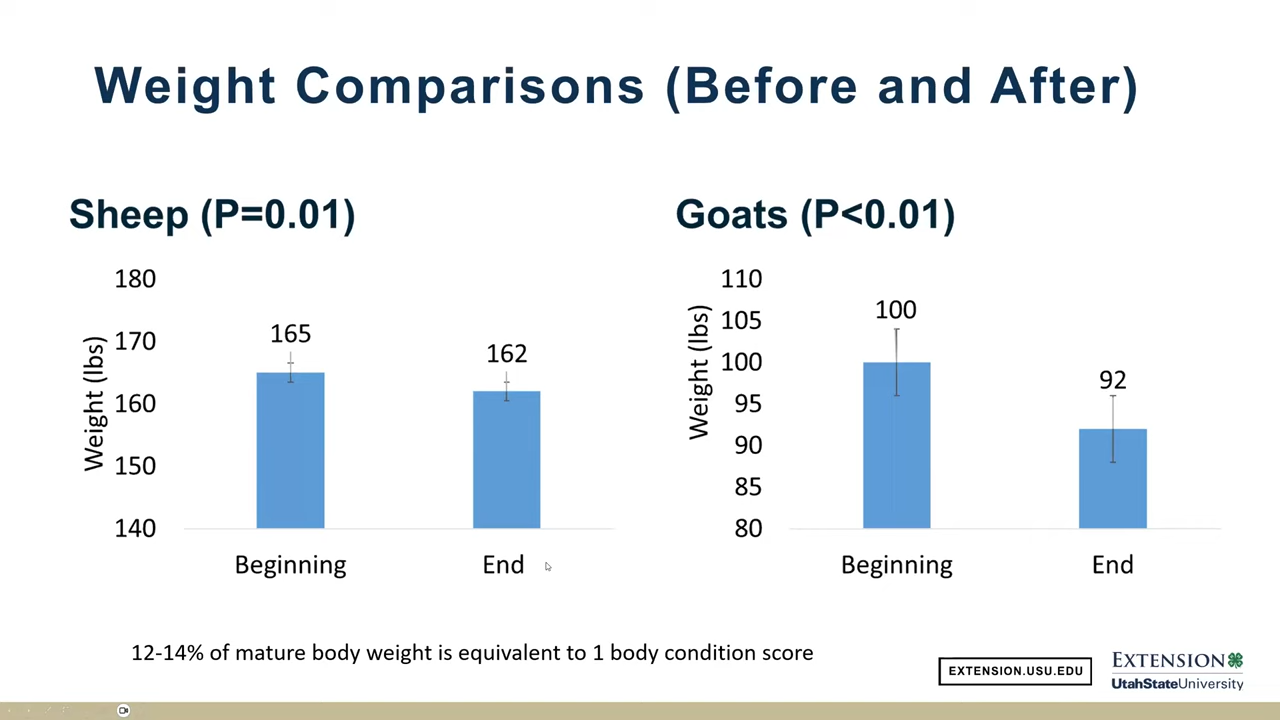 Weight Comparisons (Before and After)
Sheep (P=0.01)
Weight (lbs)
180
170
160
150
140
165
162
Beginning
End
Goats (P<0.01)
Weight (lbs)
110
105
100
95
90
85
80
100
92
Beginning
End
12-14% of mature body weight is equivalent to 1 body condition score
EXTENSION.USU.EDU
EXTENSION
UtahStateUniversity